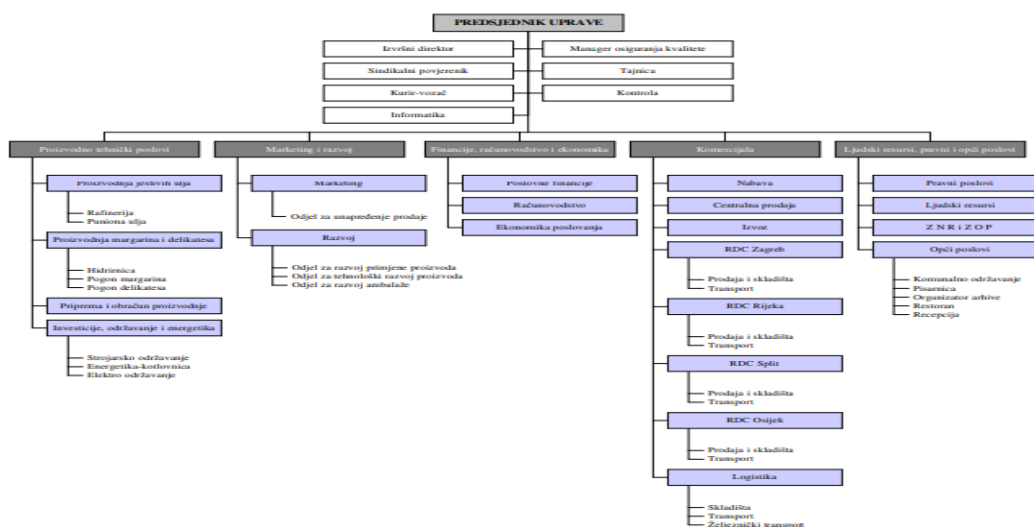 PREDSJEDNIK UPRAVE
Izvršni direktor
Manager osiguranja kvalitete
Sindikalni povjerenik
Tajnica
Kurir-vozač
Kontrola
Informatika
Proizvodno tehnički poslovi
Proizvodnja jestivih ulja
Rafinerija
Puniona ulja
Proizvodnja margarina i delikatesa
Hidrirnica
Pogon margarina
Pogon delikatesa
Priprema i obračun proizvodnje
Investicije, održavanje i energetika
Strojarsko održavanje
Energetika-kotlovnica
Elektro održavanje
Marketing i razvoj
Marketing
Odjel za unapređenje prodaje
Razvoj
Odjel za razvoj primjene proizvoda
Odjel za tehnološki razvoj proizvoda
Odjel za razvoj ambalaže
Financije, računovodstvo i ekonomika
Poslovne financije
Računovodstvo
Ekonomika poslovanja
Komercijala
Nabava
Centralna prodaja
Izvoz
RDC Zagreb
Prodaja i skladišta
Transport
RDC Rijeka
Prodaja i skladišta
Transport
RDC Split
Prodaja i skladišta
Transport
RDC Osijek
Prodaja i skladišta
Transport
Logistika
Skladišta
Transport
Željeznički transport
Ljudski resursi, pravni i opći poslovi
Pravni poslovi
Ljudski resursi
Z N R i Z O P
Opći poslovi
Komunalno održavanje
Pisarnica
Organizator arhive
Restoran
Recepcija